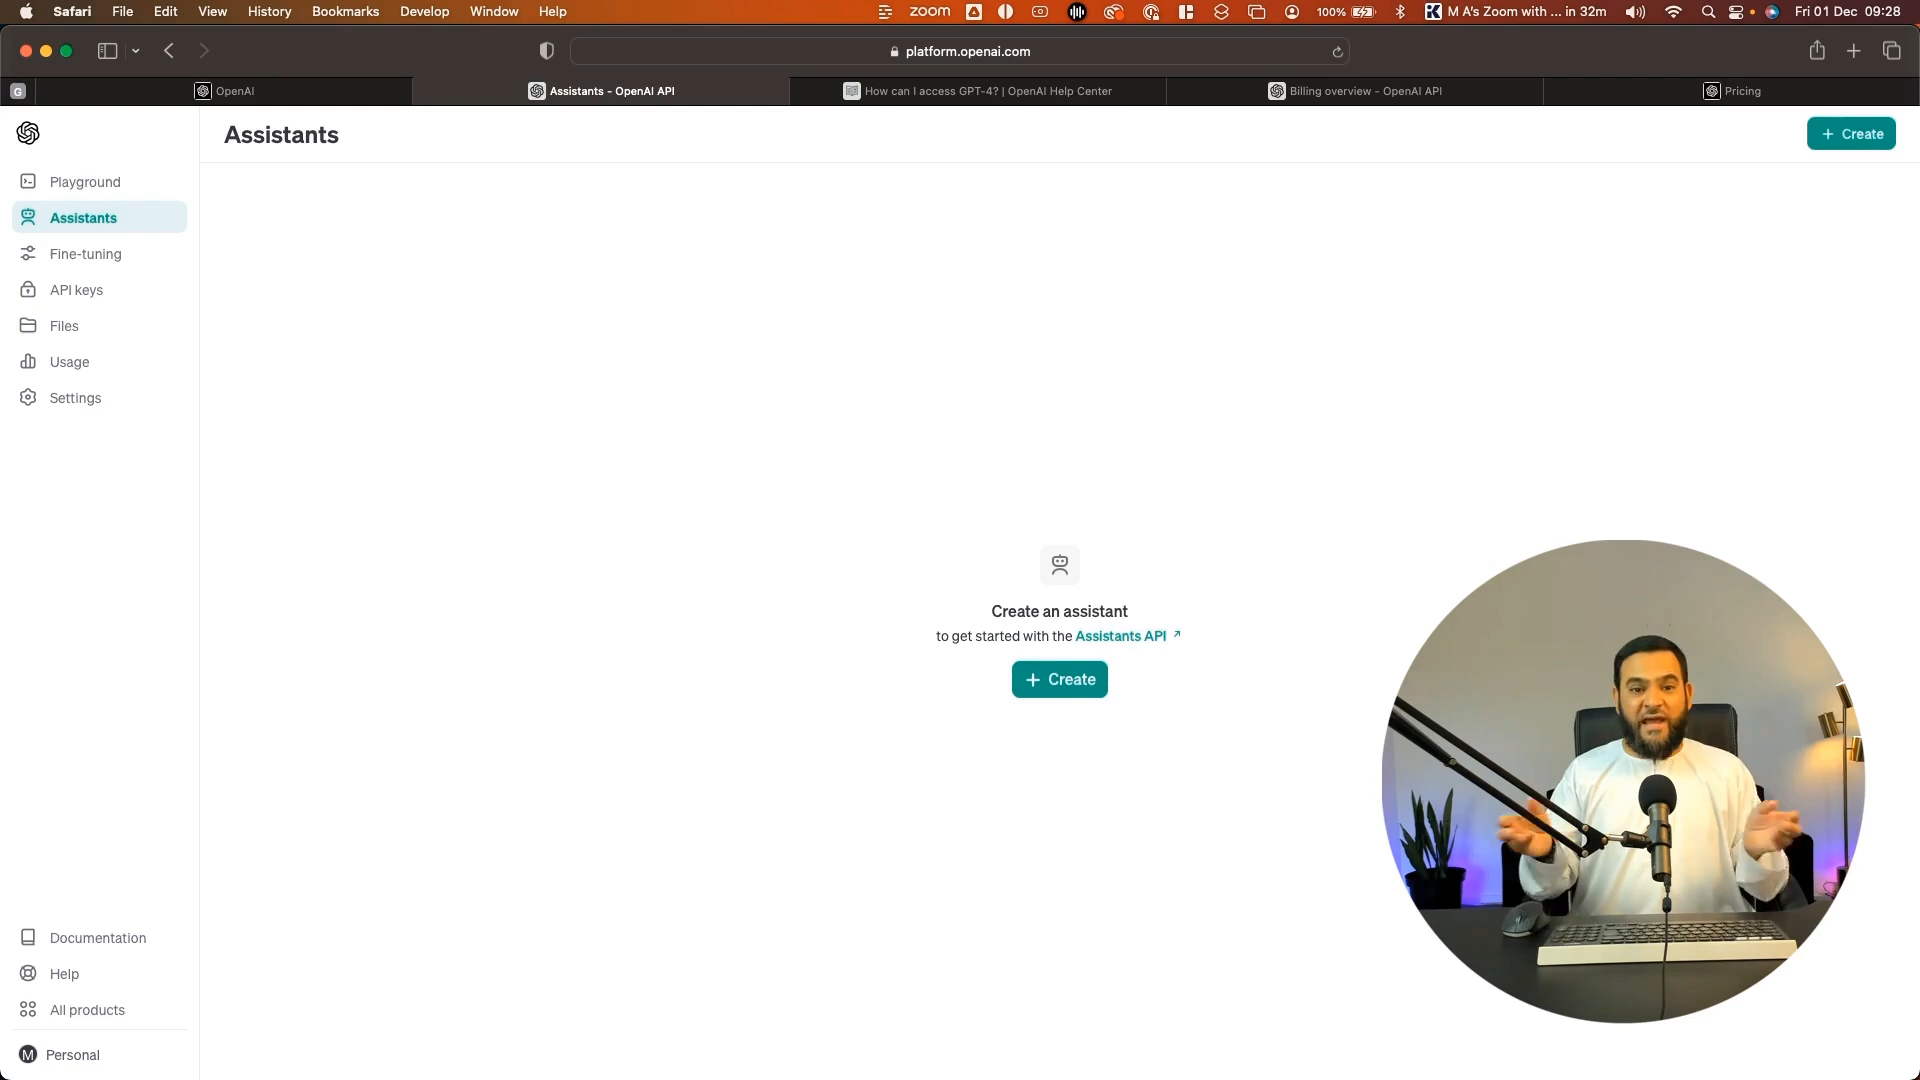 Safari File Edit View History Bookmarks Develop Window Help zoom 100% M A's Zoom with ... in 32m Fri 01 Dec 09:28
platform.openai.com
G OpenAI Assistants - OpenAI API How can I access GPT-4? | OpenAI Help Center Billing overview - OpenAI API Pricing
Assistants
+ Create
Playground
Assistants
Fine-tuning
API keys
Files
Usage
Settings
Create an assistant
to get started with the Assistants API ↗
+ Create
Documentation
Help
All products
M Personal